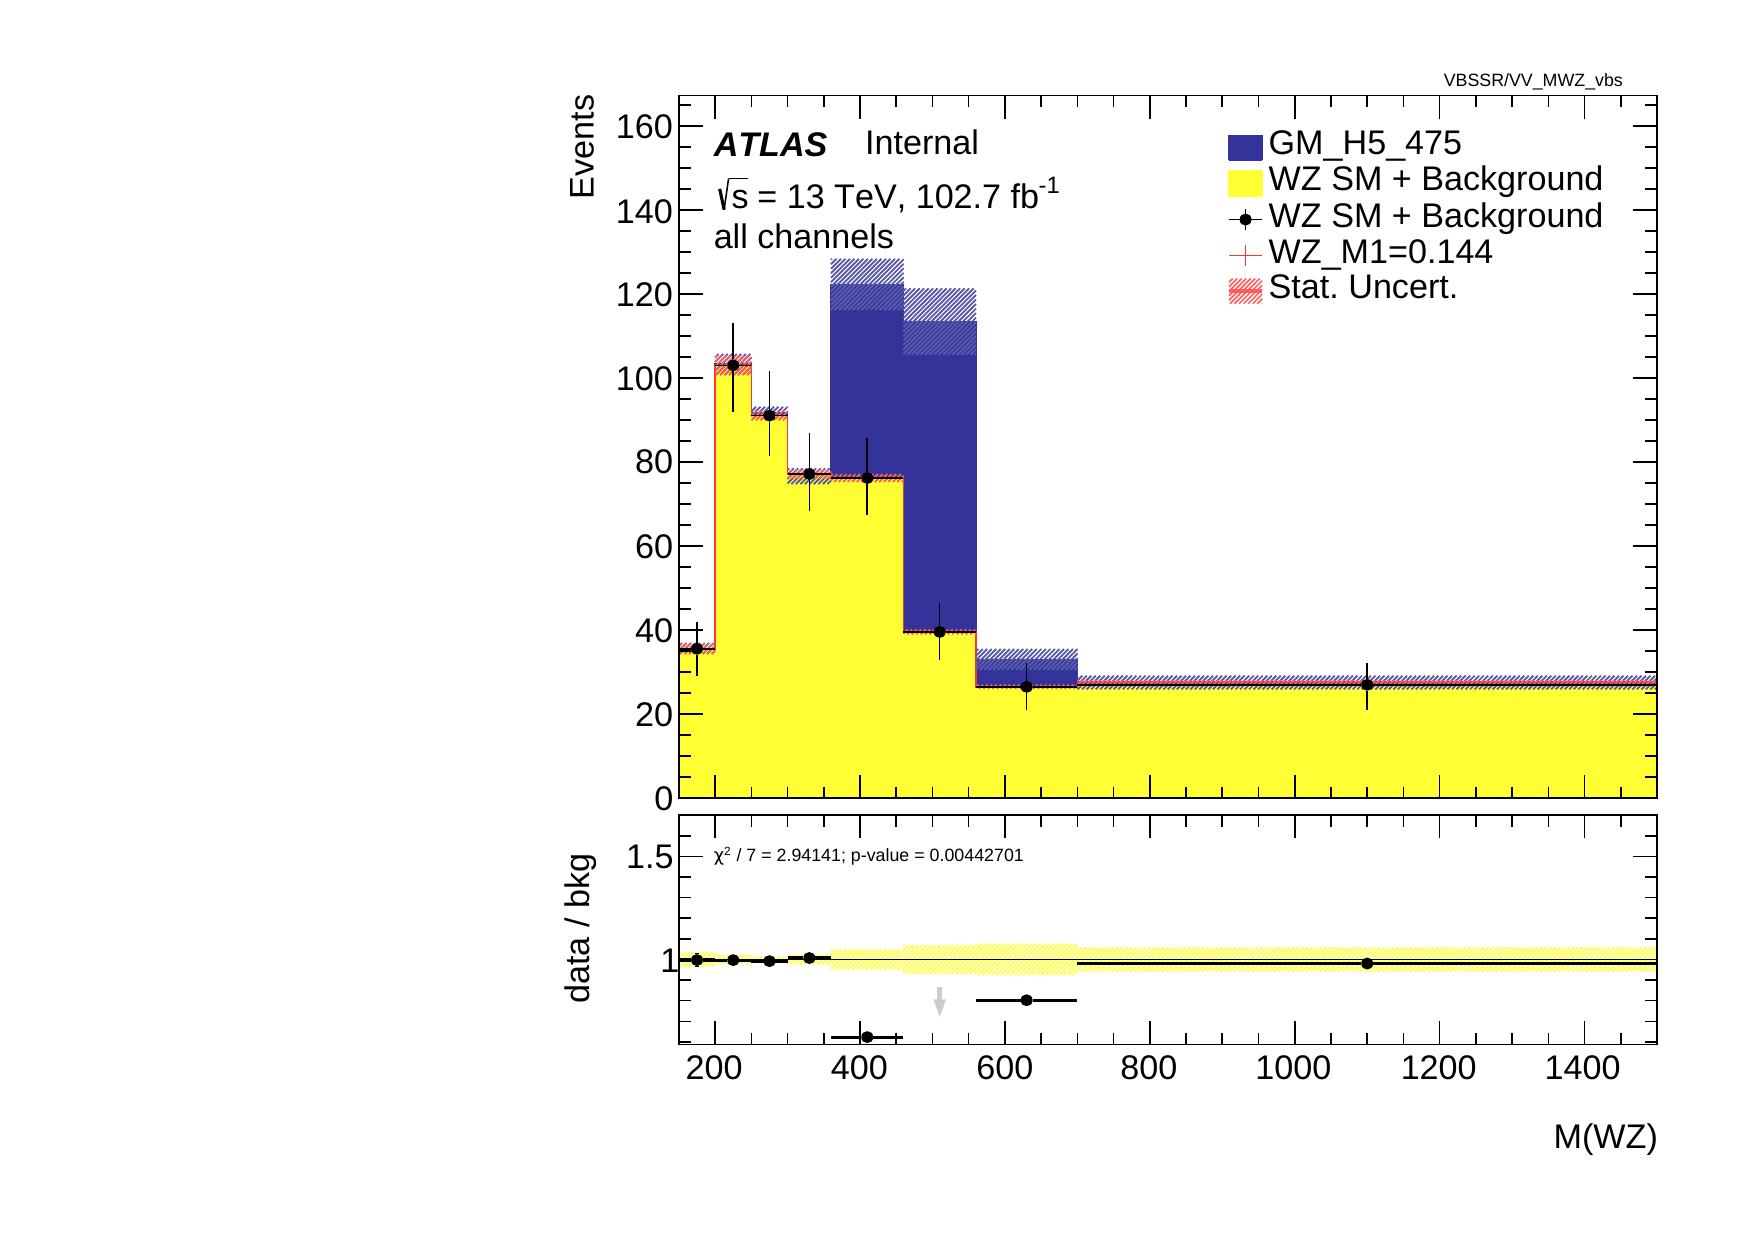 VBSSR/VV_MWZ_vbs
Events
160
140
120
100
80
60
40
20
0
ATLAS Internal
√s = 13 TeV, 102.7 fb-1
all channels
GM_H5_475
WZ SM + Background
WZ SM + Background
WZ_M1=0.144
Stat. Uncert.
data / bkg
1.5
1
χ² / 7 = 2.94141; p-value = 0.00442701
200 400 600 800 1000 1200 1400
M(WZ)